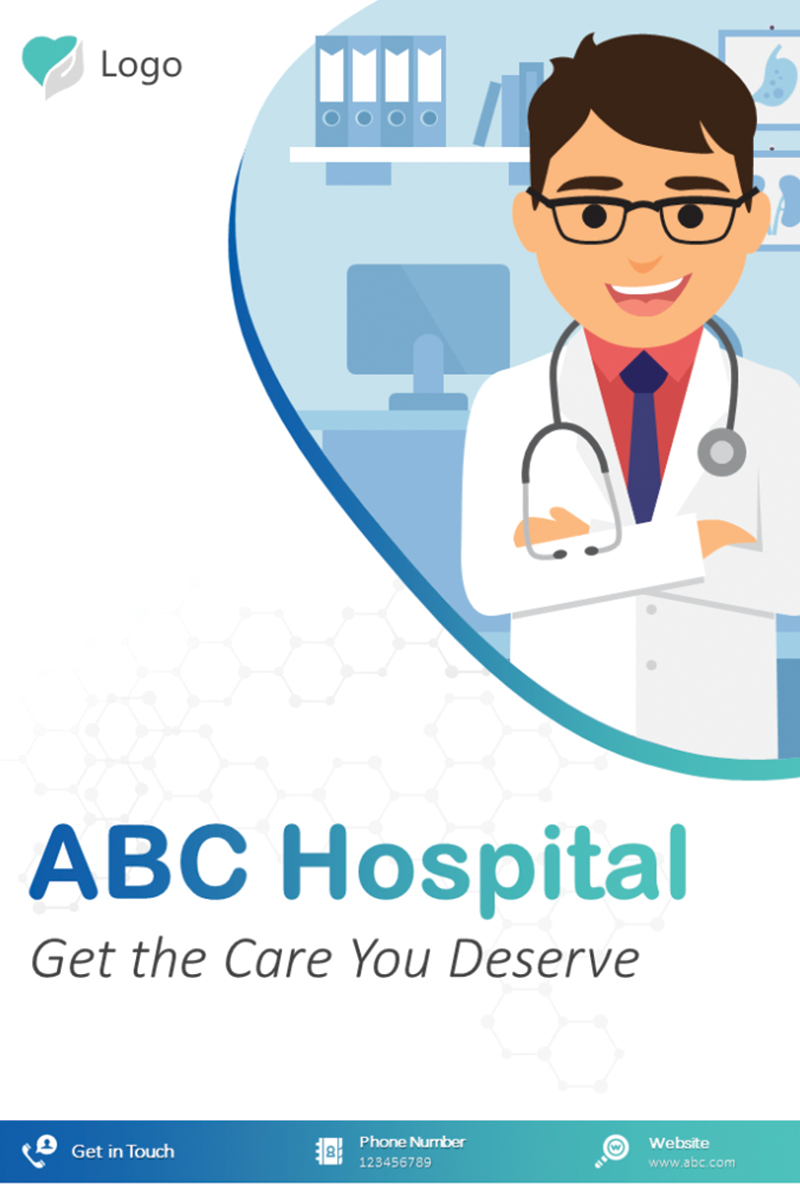 Logo
ABC Hospital
Get the Care You Deserve
Get in Touch
Phone Number
123456789
Website
www.abc.com